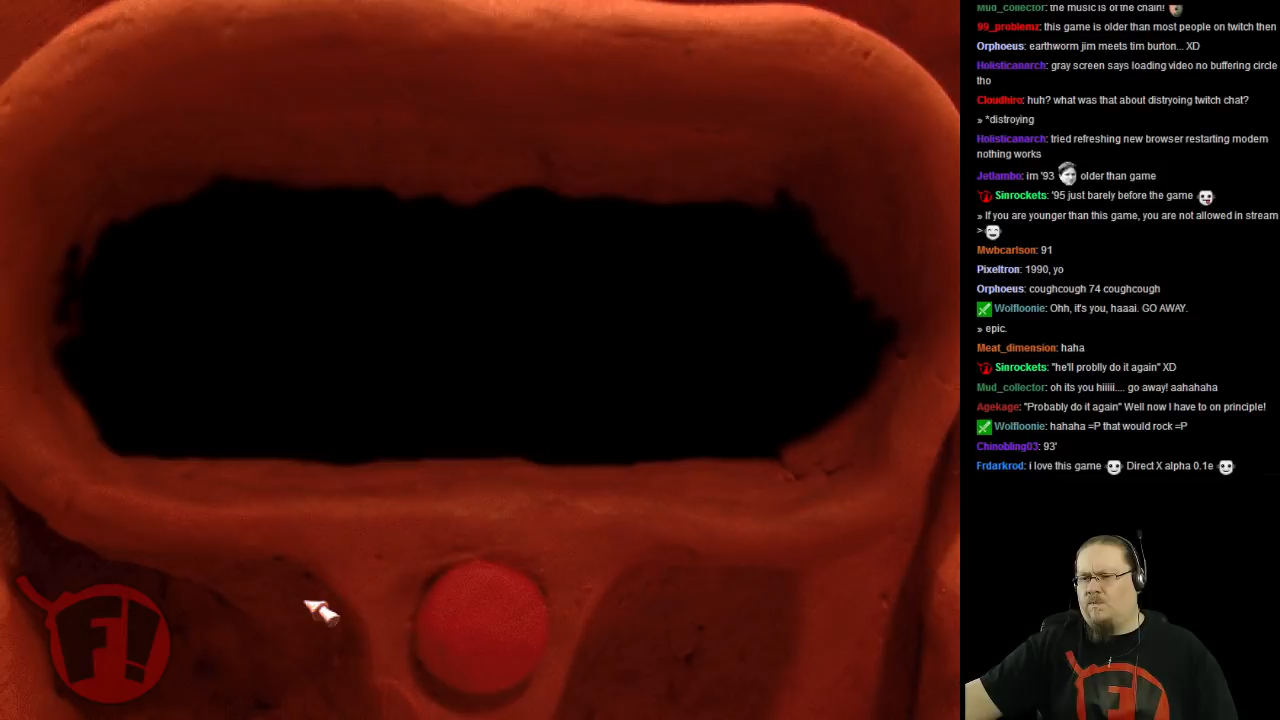 Mud_collector: the music is of the chain!
99_problemz: this game is older than most people on twitch then
Orphoeus: earthworm jim meets tim burton... XD
Holisticanarch: gray screen says loading video no buffering circle
tho
Cloudhiro: huh? what was that about distryoing twitch chat?
» *distroying
Holisticanarch: tried refreshing new browser restarting modem
nothing works
Jetlambo: im '93 older than game
Sinrockets: '95 just barely before the game
» If you are younger than this game, you are not allowed in stream
>
Mwbcarlson: 91
Pixeltron: 1990, yo
Orphoeus: coughcough 74 coughcough
Wolfloonie: Ohh, it's you, haaai. GO AWAY.
» epic.
Meat_dimension: haha
Sinrockets: "he'll problly do it again" XD
Mud_collector: oh its you hiiiii.... go away! aahahaha
Agekage: "Probably do it again" Well now I have to on principle!
Wolfloonie: hahaha =P that would rock =P
Chinobling03: 93'
Frdarkrod: i love this game Direct X alpha 0.1e
F!
F!